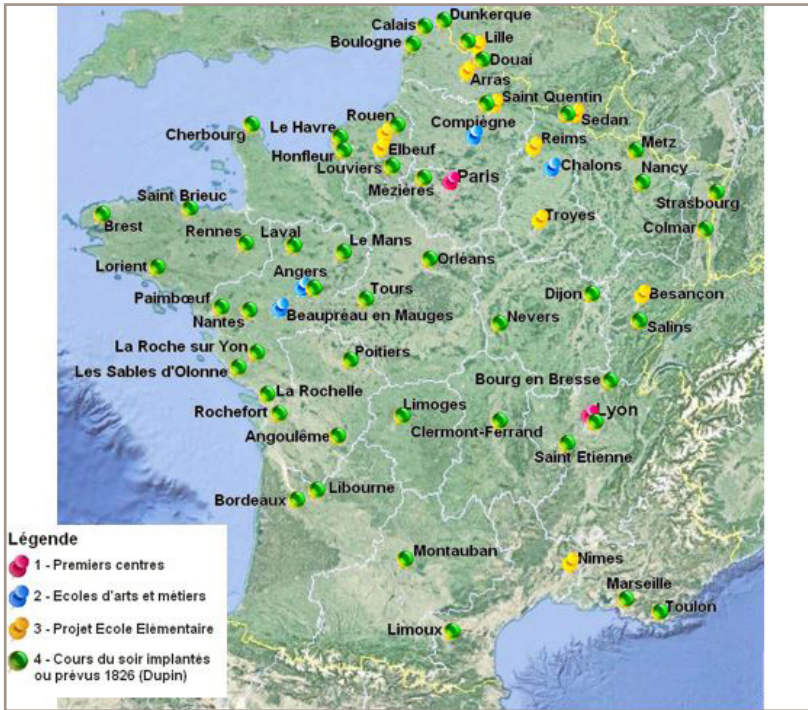 Dunkerque
Calais
Boulogne
Lille
Douai
Arras
Saint Quentin
Sedan
Compiègne
Rouen
Le Havre
Cherbourg
Elbeuf
Honfleur
Louviers
Reims
Metz
Chalons
Nancy
Paris
Mézières
Strasbourg
Saint Brieuc
Brest
Troyes
Colmar
Rennes
Laval
Le Mans
Orléans
Lorient
Angers
Tours
Dijon
Besançon
Paimbœuf
Nantes
Beaupréau en Mauges
Nevers
Salins
La Roche sur Yon
Poitiers
Les Sables d'Olonne
Bourg en Bresse
La Rochelle
Rochefort
Limoges
Lyon
Clermont-Ferrand
Angoulême
Saint Etienne
Libourne
Bordeaux
Légende
1 - Premiers centres
2 - Ecoles d'arts et métiers
3 - Projet Ecole Elémentaire
4 - Cours du soir implantés
ou prévus 1826 (Dupin)
Montauban
Nimes
Marseille
Toulon
Limoux